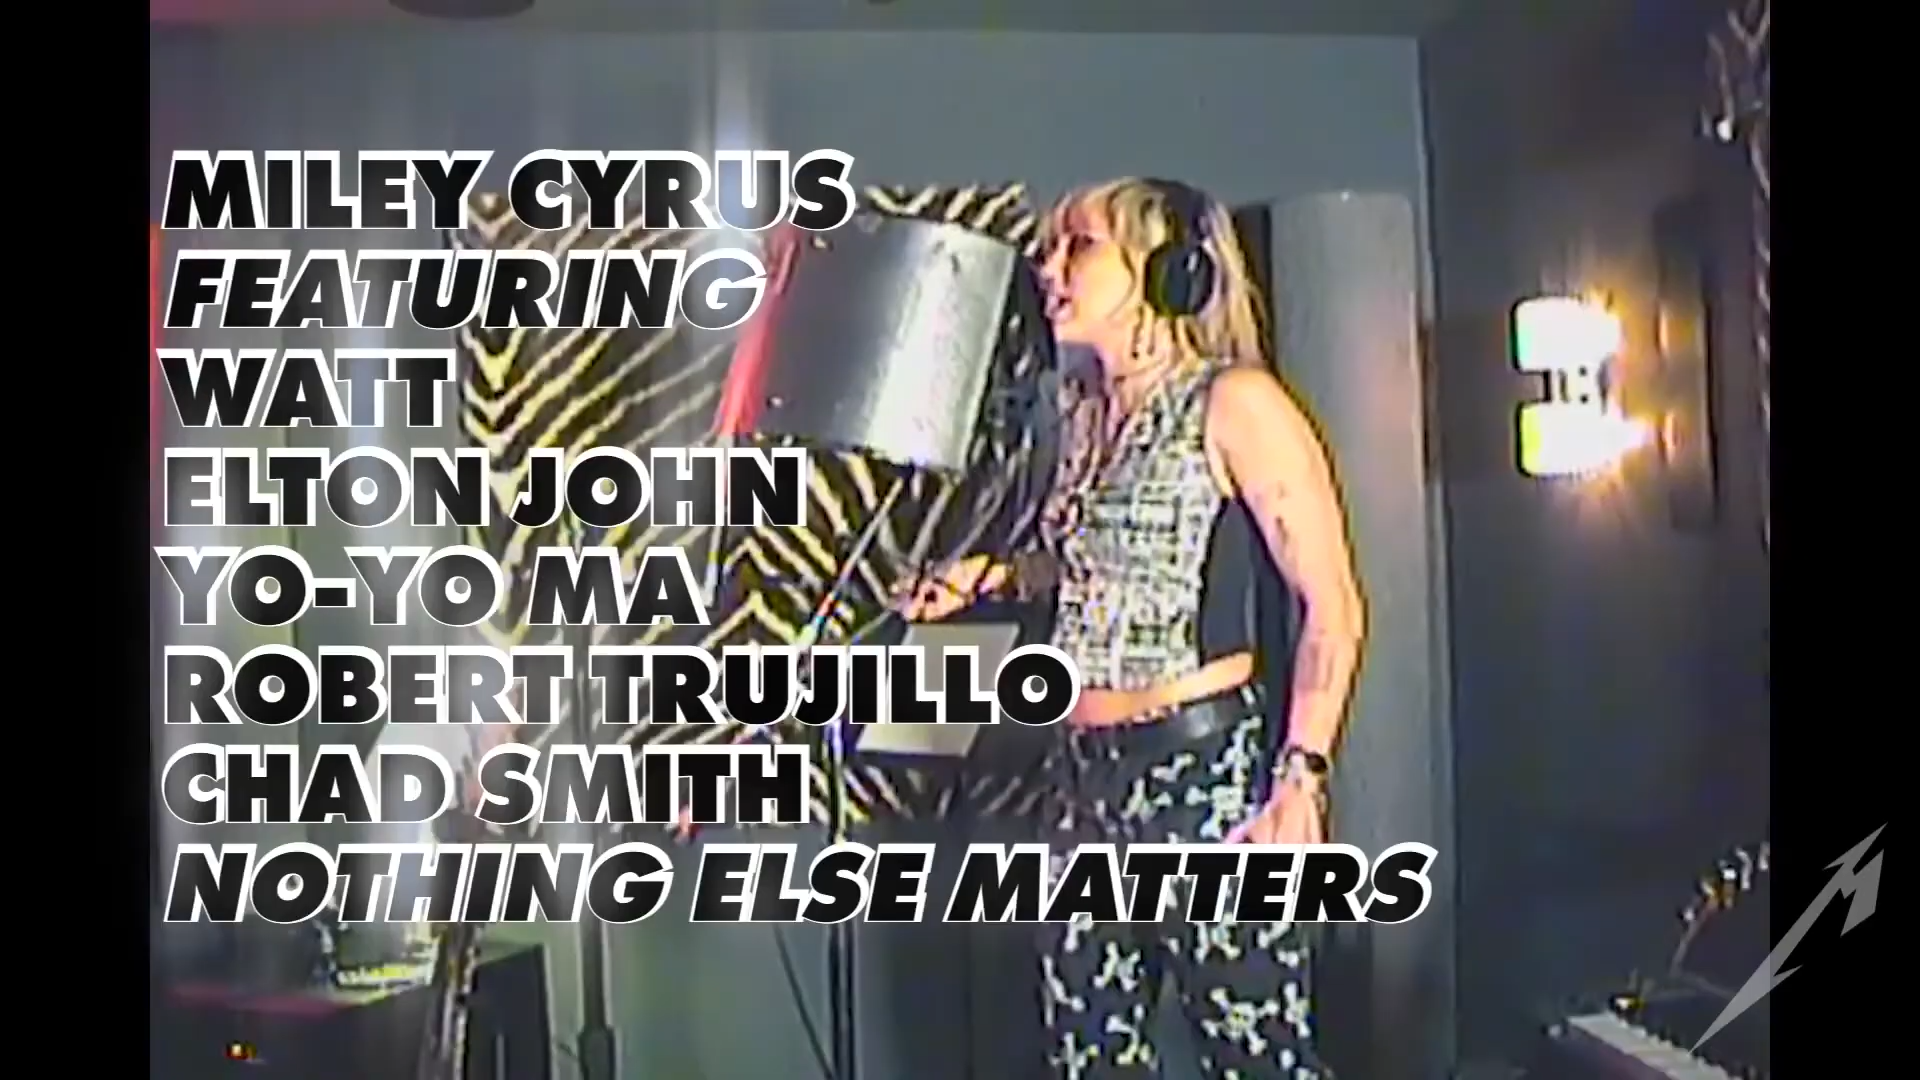 MILEY CYRUS
FEATURING
WATT
ELTON JOHN
YO-YO MA
ROBERT TRUJILLO
CHAD SMITH
NOTHING ELSE MATTERS